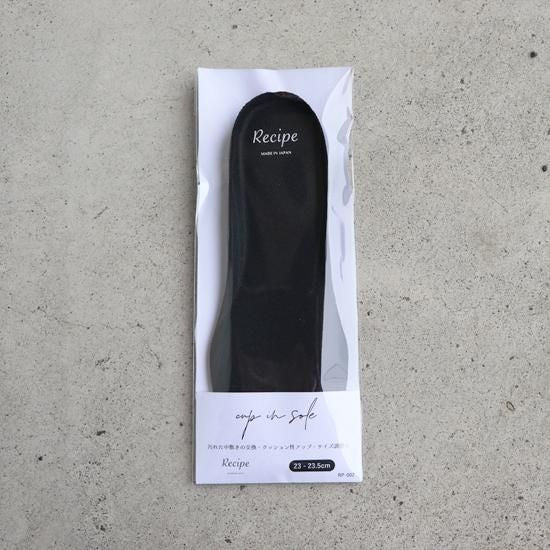 Recipe
MADE IN JAPAN
cup in sole
汚れた中敷きの交換・クッション性アップ・サイズ調整に
Recipe
23 - 23.5cm
RP-002